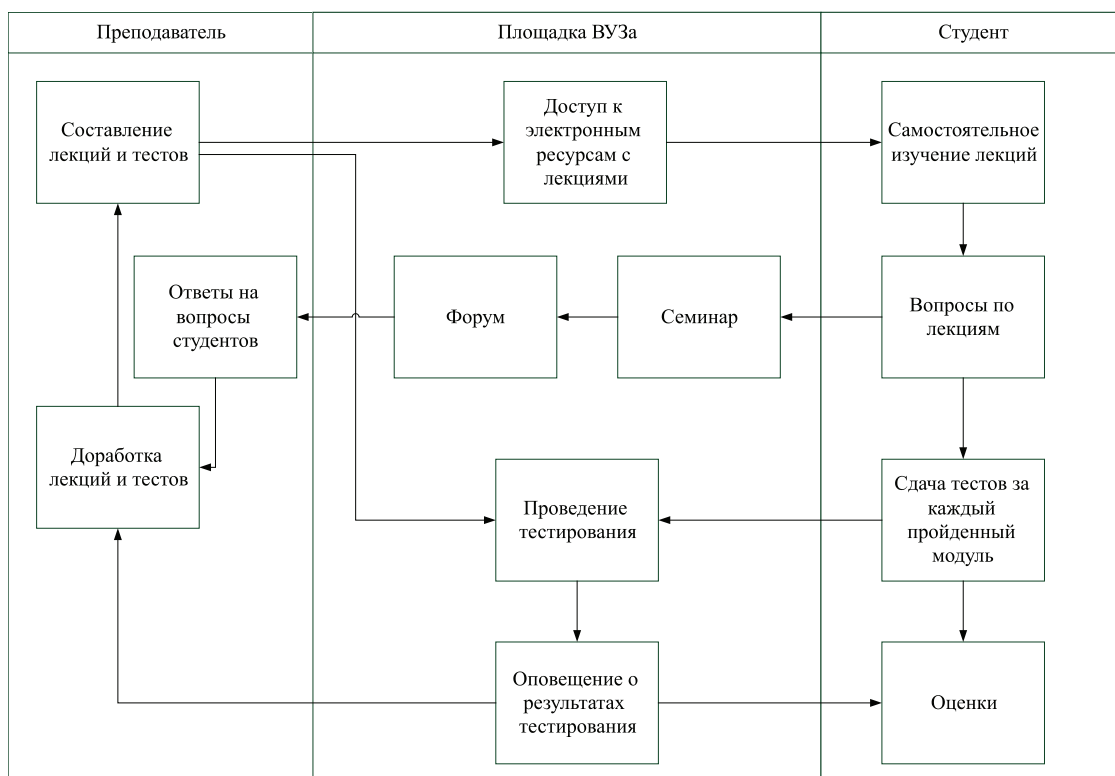 Преподаватель
Площадка ВУЗа
Студент
Составление
лекций и тестов
Доступ к
электронным
ресурсам с
лекциями
Самостоятельное
изучение лекций
Ответы на
вопросы
студентов
Форум
Семинар
Вопросы по
лекциям
Доработка
лекций и тестов
Проведение
тестирования
Сдача тестов за
каждый
пройденный
модуль
Оповещение о
результатах
тестирования
Оценки